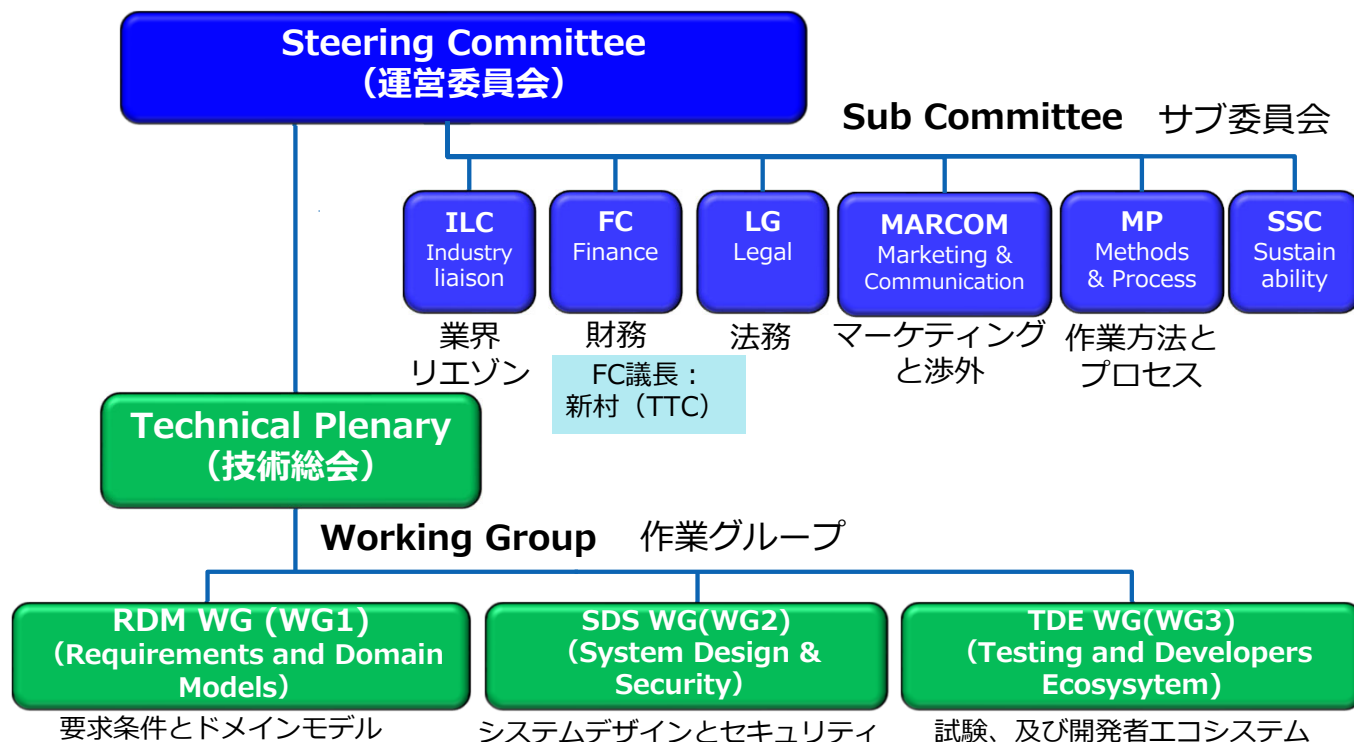 Steering Committee
（運営委員会）
Sub Committee　サブ委員会
ILC
Industry
liaison
FC
Finance
LG
Legal
MARCOM
Marketing &
Communication
MP
Methods
& Process
SSC
Sustain
ability
業界
リエゾン
財務
法務
マーケティング
と渉外
作業方法と
プロセス
FC議長：
新村（TTC）
Technical Plenary
（技術総会）
Working Group　作業グループ
RDM WG (WG1)
（Requirements and Domain
Models）
要求条件とドメインモデル
SDS WG(WG2)
（System Design &
Security）
システムデザインとセキュリティ
TDE WG(WG3)
（Testing and Developers
Ecosysytem)
試験、及び開発者エコシステム